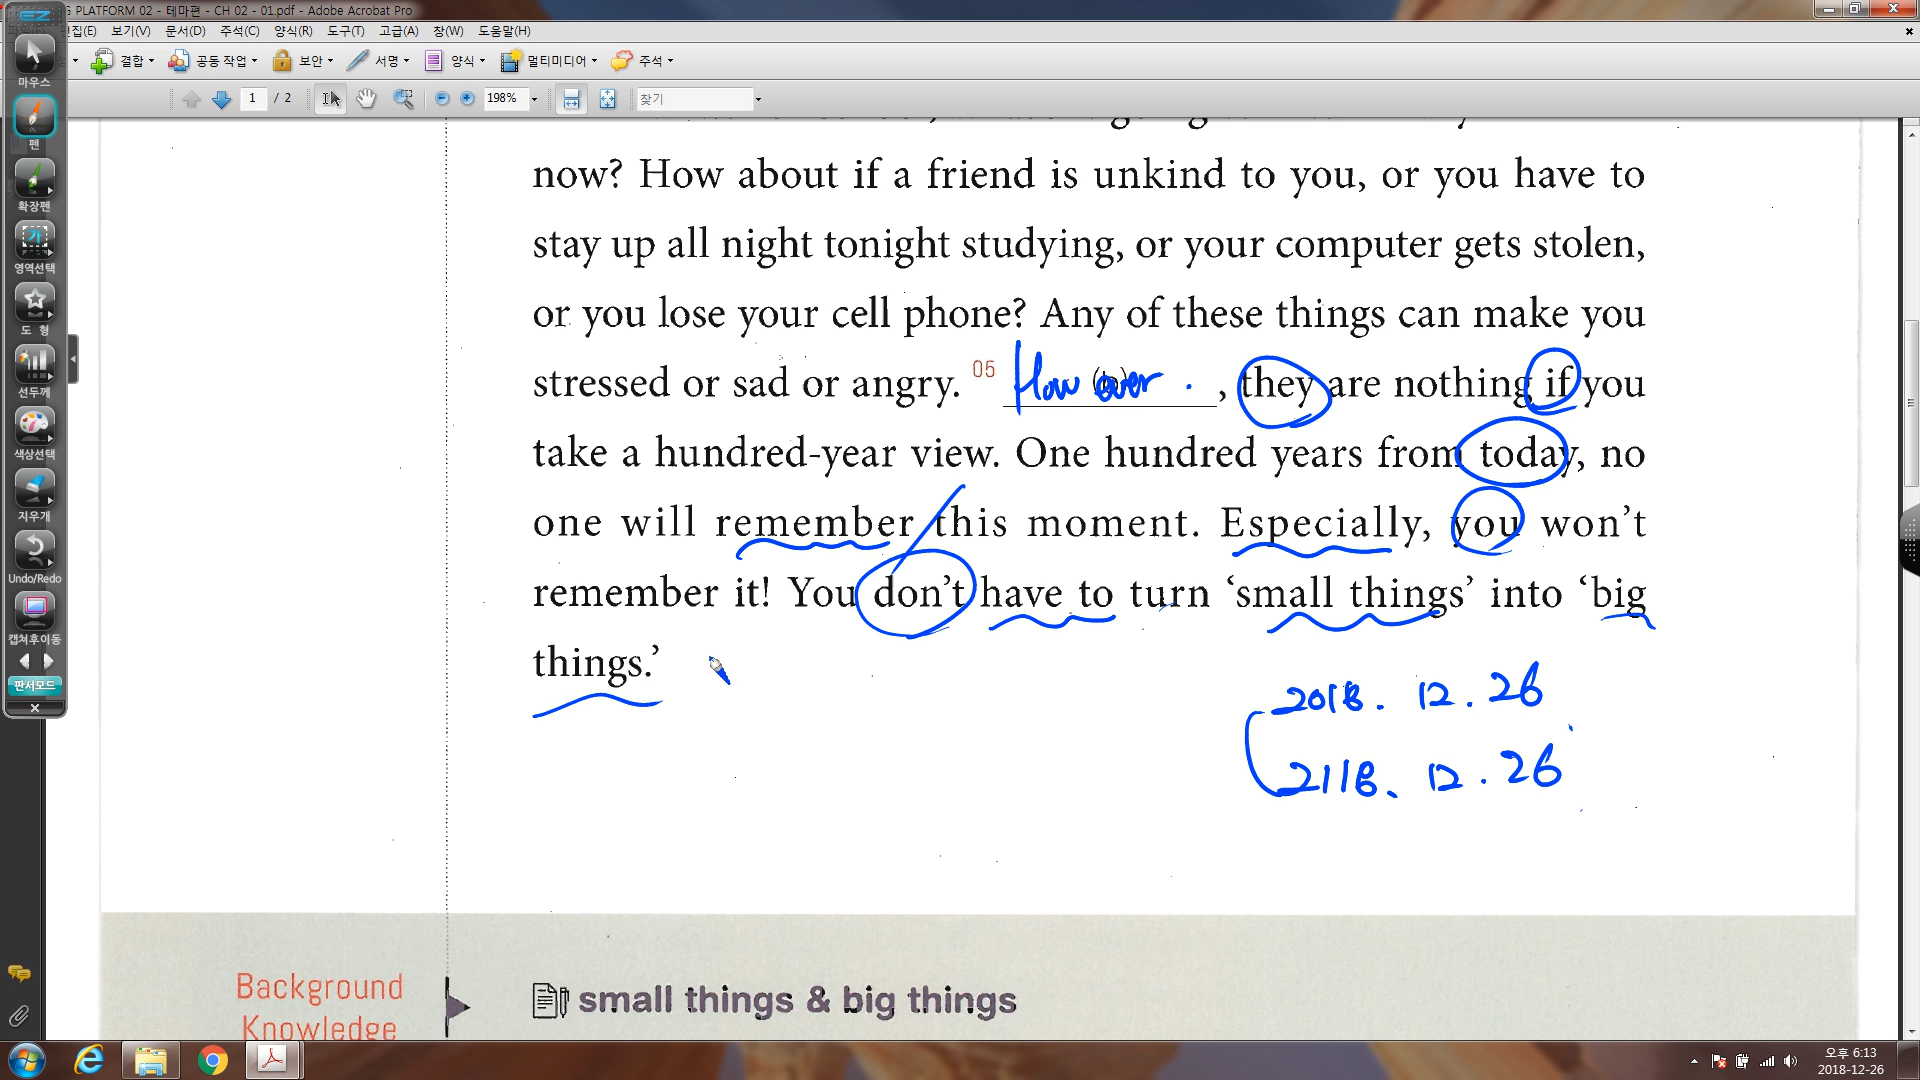 G PLATFORM 02 - 테마편 - CH 02 - 01.pdf - Adobe Acrobat Pro
편집(E) 보기(V) 문서(D) 주석(C) 양식(R) 도구(T) 고급(A) 창(W) 도움말(H)
결합 공동 작업 보안 서명 양식 멀티미디어 주석
1 / 2 198% 찾기
EZ
마우스
펜
확장펜
영역선택
도 형
선두께
색상선택
지우개
Undo/Redo
캡쳐후이동
판서모드
now? How about if a friend is unkind to you, or you have to
stay up all night tonight studying, or your computer gets stolen,
or you lose your cell phone? Any of these things can make you
stressed or sad or angry. 05 However, they are nothing if you
take a hundred-year view. One hundred years from today, no
one will remember this moment. Especially, you won't
remember it! You don't have to turn ‘small things’ into ‘big
things.’
2018. 12. 26
2118. 12. 26
Background
Knowledge
small things & big things
오후 6:13
2018-12-26